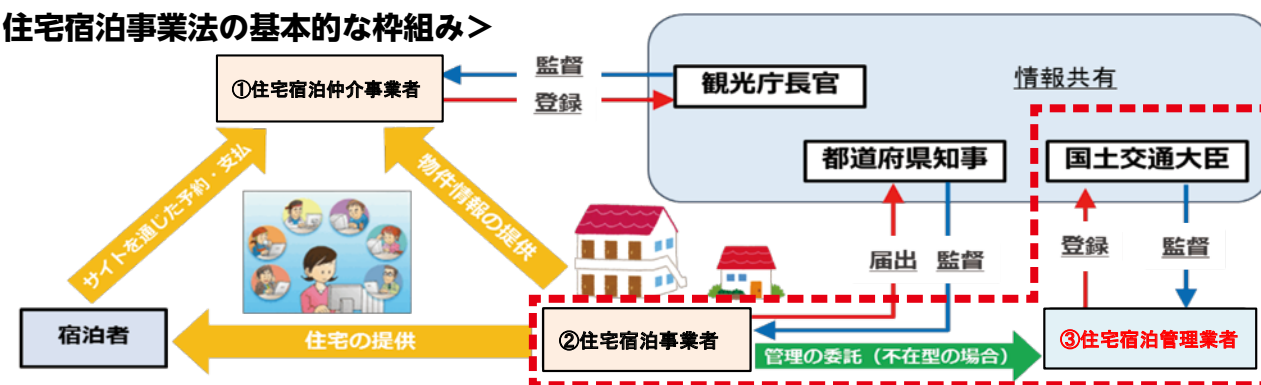 住宅宿泊事業法の基本的な枠組み＞
①住宅宿泊仲介事業者
監督
登録
観光庁長官
情報共有
都道府県知事
国土交通大臣
サイトを通じた予約・支払
物件情報の提供
届出
監督
登録
監督
宿泊者
住宅の提供
②住宅宿泊事業者
管理の委託（不在型の場合）
③住宅宿泊管理業者